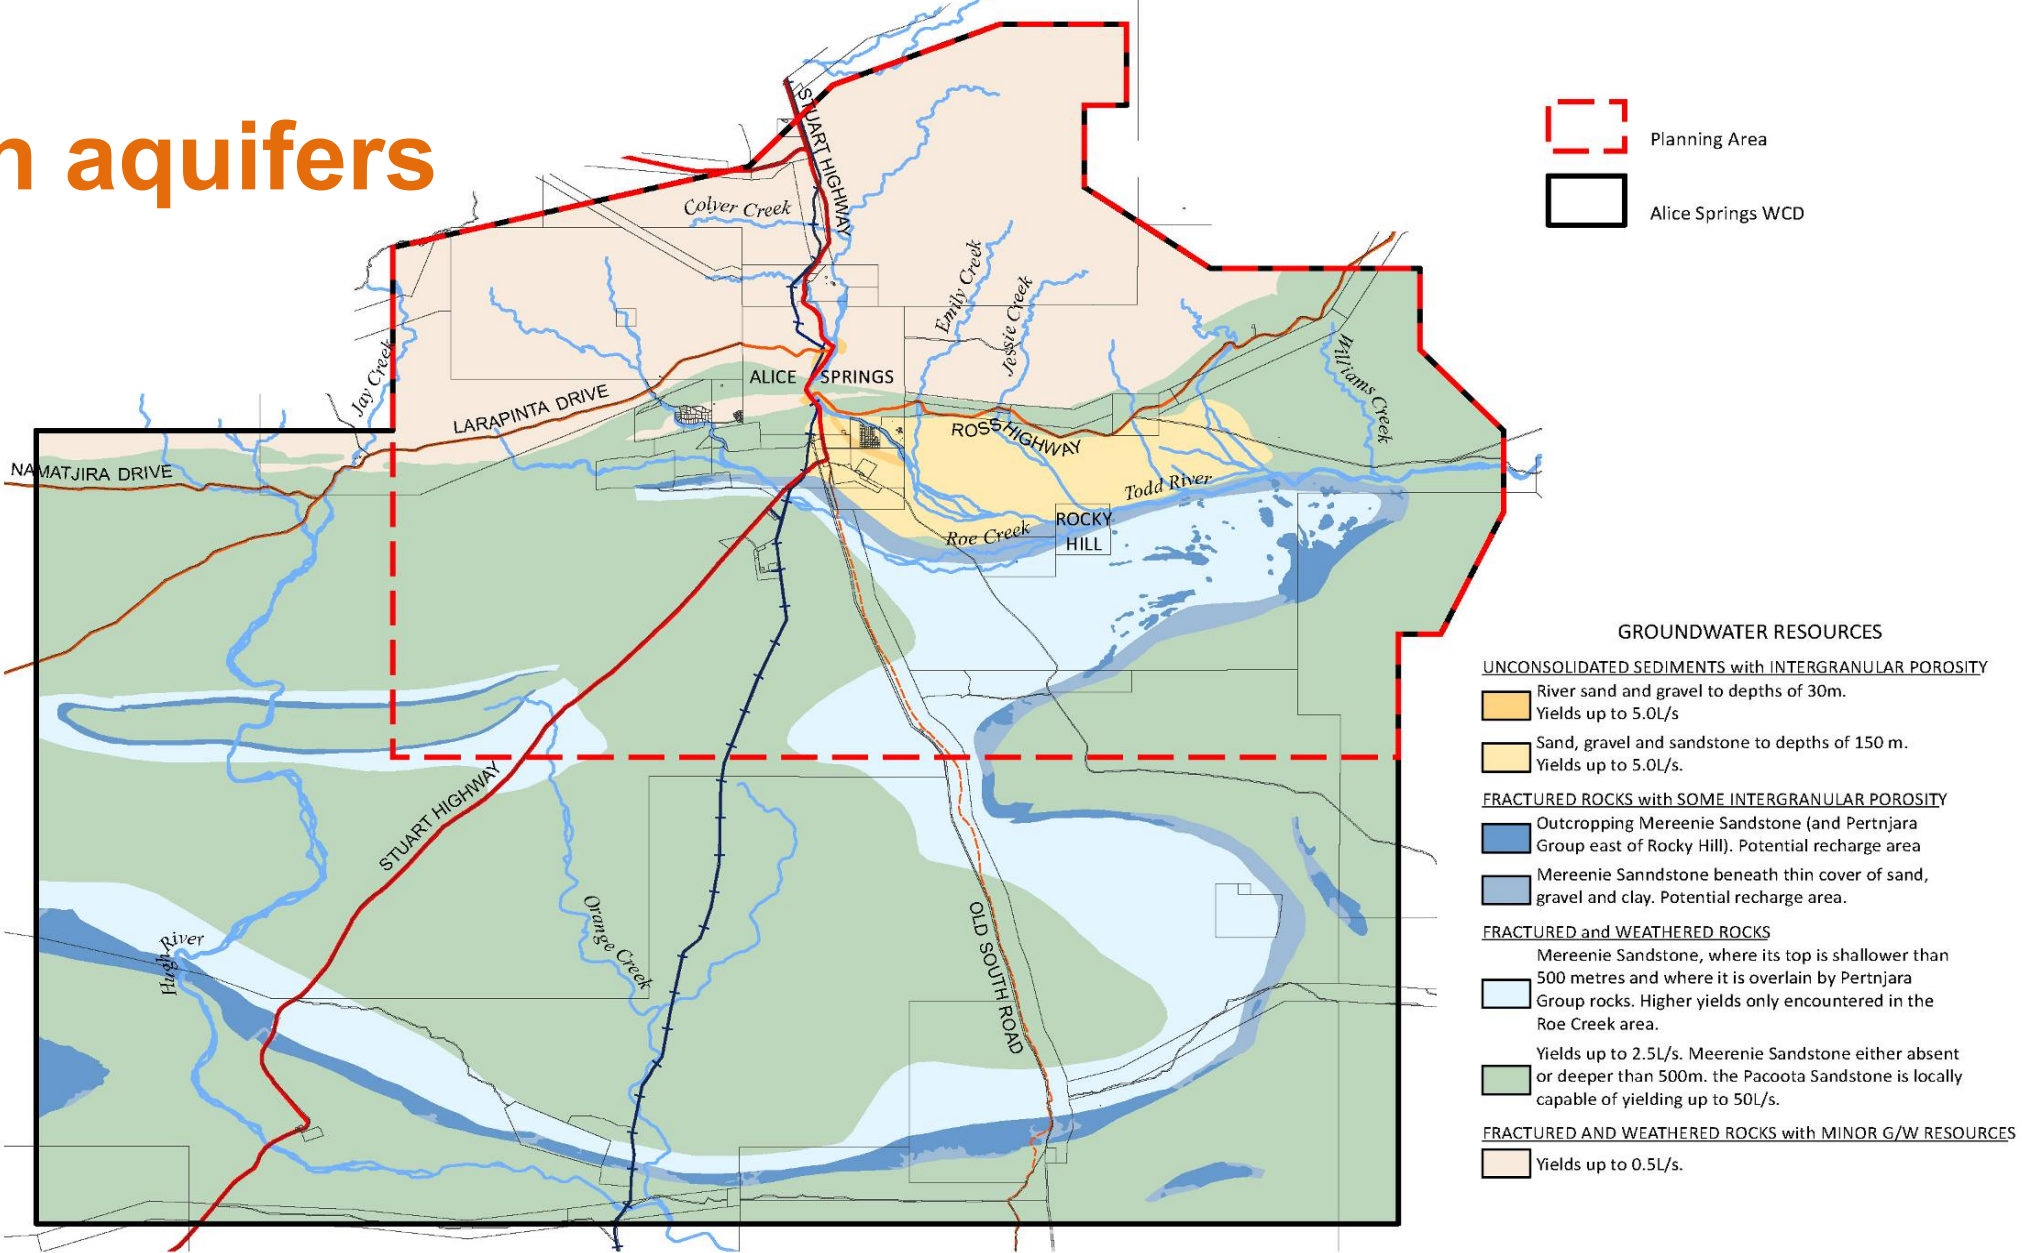 n aquifers
STUART HIGHWAY
Colyer Creek
Emily Creek
Jessie Creek
Williams Creek
Jay Creek
ALICE SPRINGS
LARAPINTA DRIVE
ROSS HIGHWAY
NAMATJIRA DRIVE
Todd River
Roe Creek
ROCKY
HILL
STUART HIGHWAY
Orange Creek
OLD SOUTH ROAD
Hugh River
Planning Area
Alice Springs WCD
GROUNDWATER RESOURCES
UNCONSOLIDATED SEDIMENTS with INTERGRANULAR POROSITY
River sand and gravel to depths of 30m.
Yields up to 5.0L/s
Sand, gravel and sandstone to depths of 150 m.
Yields up to 5.0L/s.
FRACTURED ROCKS with SOME INTERGRANULAR POROSITY
Outcropping Mereenie Sandstone (and Pertnjara
Group east of Rocky Hill). Potential recharge area
Mereenie Sanndstone beneath thin cover of sand,
gravel and clay. Potential recharge area.
FRACTURED and WEATHERED ROCKS
Mereenie Sandstone, where its top is shallower than
500 metres and where it is overlain by Pertnjara
Group rocks. Higher yields only encountered in the
Roe Creek area.
Yields up to 2.5L/s. Meerenie Sandstone either absent
or deeper than 500m. the Pacoota Sandstone is locally
capable of yielding up to 50L/s.
FRACTURED AND WEATHERED ROCKS with MINOR G/W RESOURCES
Yields up to 0.5L/s.